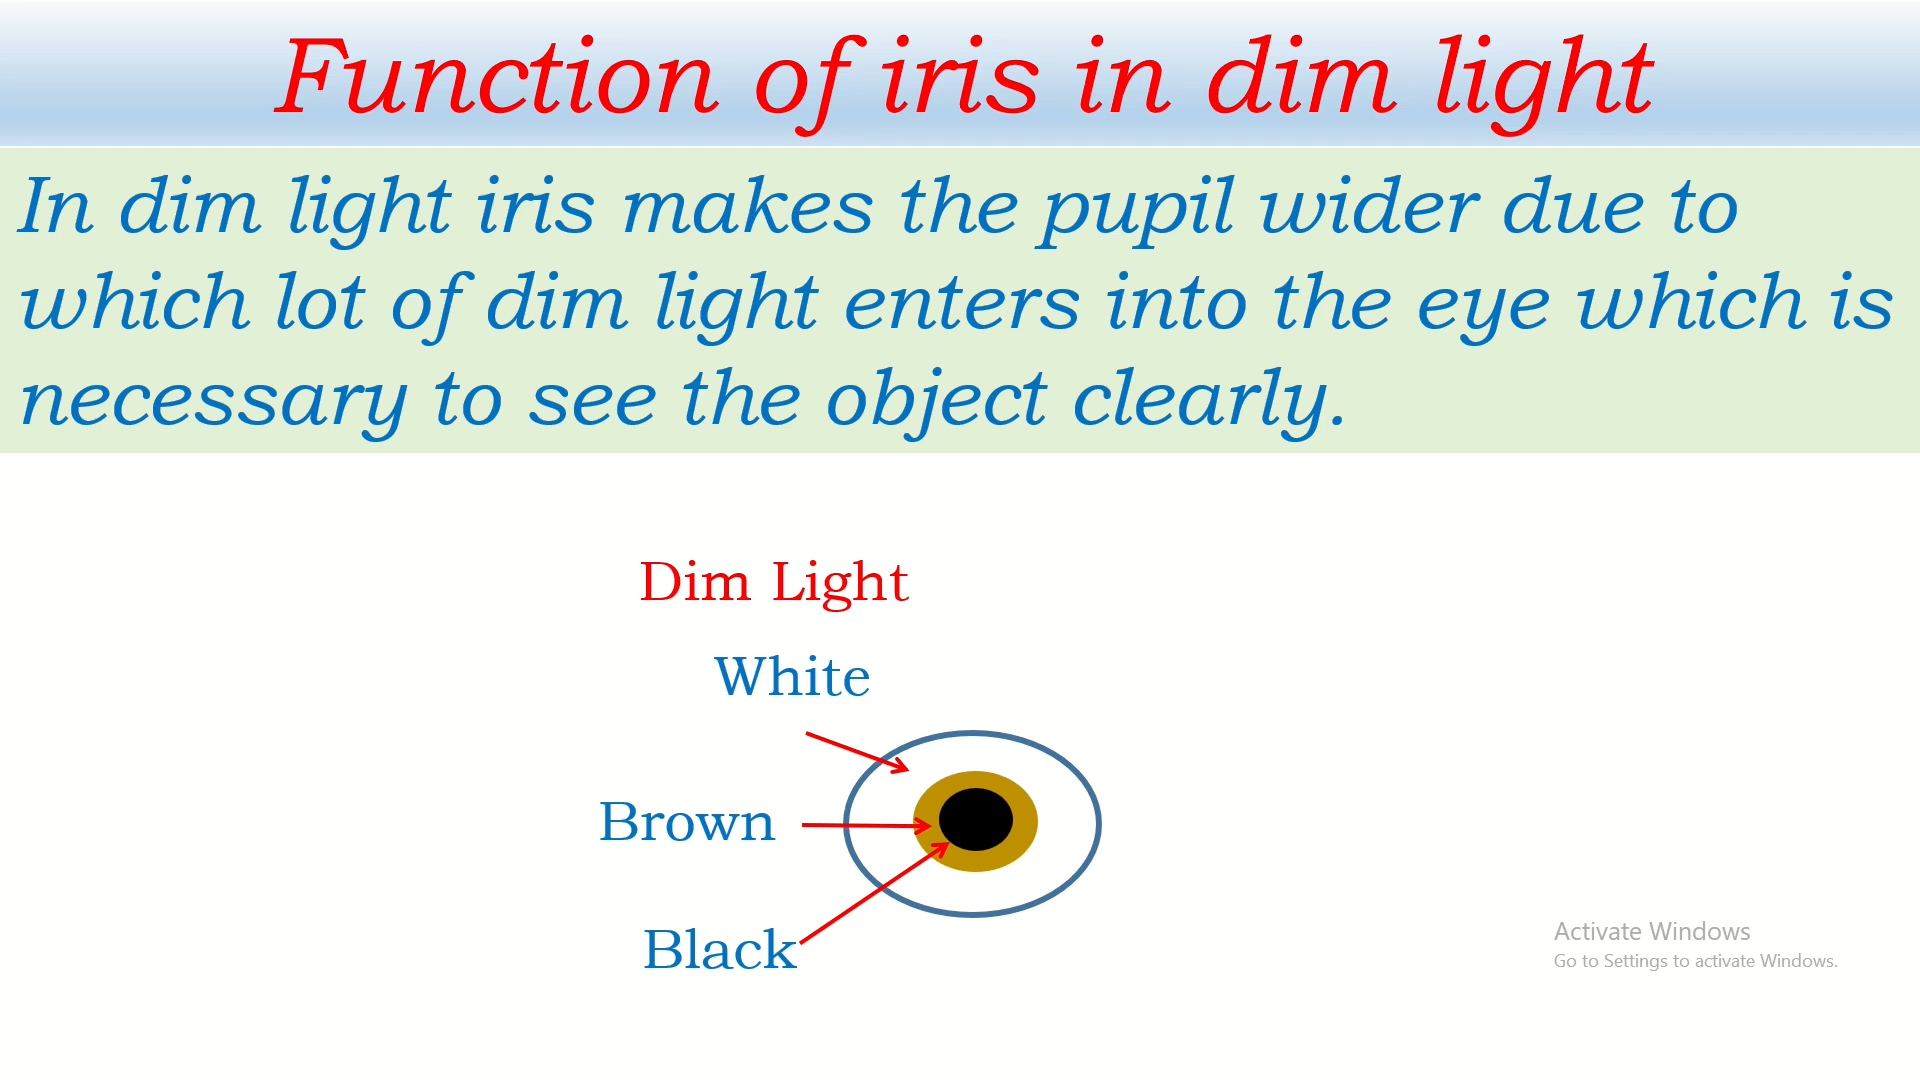 Function of iris in dim light
In dim light iris makes the pupil wider due to
which lot of dim light enters into the eye which is
necessary to see the object clearly.
Dim Light
White
Brown
Black
Activate Windows
Go to Settings to activate Windows.